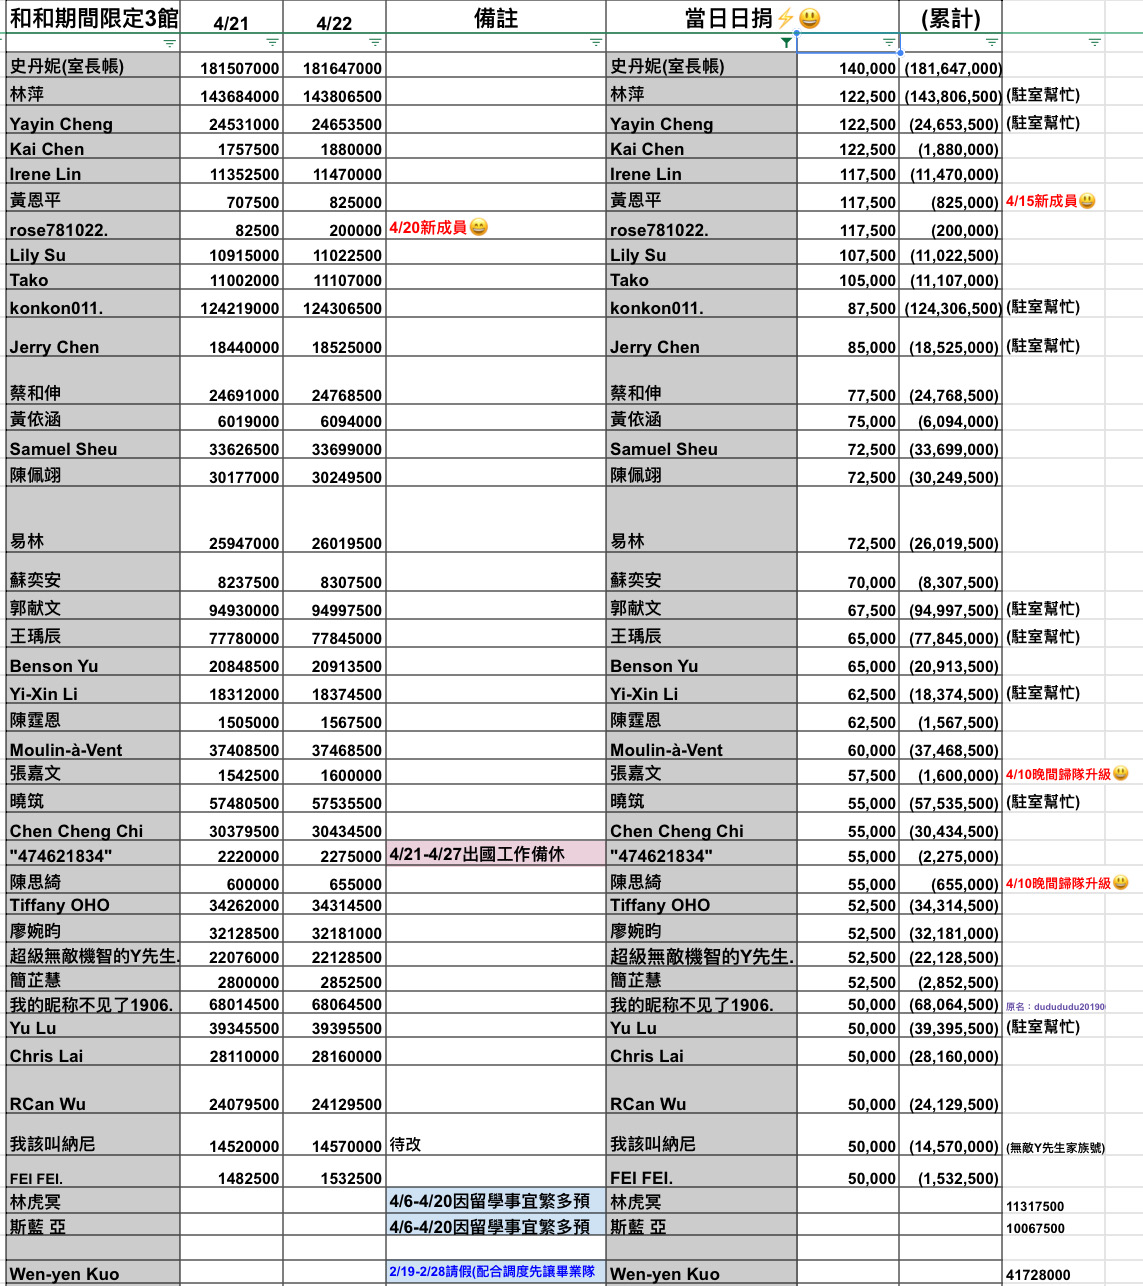 和和期間限定3館 4/21 4/22 備註 當日日捐⚡😃 (累計)
史丹妮(室長帳) 181507000 181647000 史丹妮(室長帳) 140,000 (181,647,000)
林萍 143684000 143806500 林萍 122,500 (143,806,500) (駐室幫忙)
Yayin Cheng 24531000 24653500 Yayin Cheng 122,500 (24,653,500) (駐室幫忙)
Kai Chen 1757500 1880000 Kai Chen 122,500 (1,880,000)
Irene Lin 11352500 11470000 Irene Lin 117,500 (11,470,000)
黃恩平 707500 825000 黃恩平 117,500 (825,000) 4/15新成員😃
rose781022. 82500 200000 4/20新成員😄 rose781022. 117,500 (200,000)
Lily Su 10915000 11022500 Lily Su 107,500 (11,022,500)
Tako 11002000 11107000 Tako 105,000 (11,107,000)
konkon011. 124219000 124306500 konkon011. 87,500 (124,306,500) (駐室幫忙)
Jerry Chen 18440000 18525000 Jerry Chen 85,000 (18,525,000) (駐室幫忙)
蔡和伸 24691000 24768500 蔡和伸 77,500 (24,768,500)
黃依涵 6019000 6094000 黃依涵 75,000 (6,094,000)
Samuel Sheu 33626500 33699000 Samuel Sheu 72,500 (33,699,000)
陳佩翊 30177000 30249500 陳佩翊 72,500 (30,249,500)
易林 25947000 26019500 易林 72,500 (26,019,500)
蘇奕安 8237500 8307500 蘇奕安 70,000 (8,307,500)
郭献文 94930000 94997500 郭献文 67,500 (94,997,500) (駐室幫忙)
王瑀辰 77780000 77845000 王瑀辰 65,000 (77,845,000) (駐室幫忙)
Benson Yu 20848500 20913500 Benson Yu 65,000 (20,913,500)
Yi-Xin Li 18312000 18374500 Yi-Xin Li 62,500 (18,374,500) (駐室幫忙)
陳霆恩 1505000 1567500 陳霆恩 62,500 (1,567,500)
Moulin-à-Vent 37408500 37468500 Moulin-à-Vent 60,000 (37,468,500)
張嘉文 1542500 1600000 張嘉文 57,500 (1,600,000) 4/10晚間歸隊升級😃
曉筑 57480500 57535500 曉筑 55,000 (57,535,500) (駐室幫忙)
Chen Cheng Chi 30379500 30434500 Chen Cheng Chi 55,000 (30,434,500)
"474621834" 2220000 2275000 4/21-4/27出國工作備休 "474621834" 55,000 (2,275,000)
陳思綺 600000 655000 陳思綺 55,000 (655,000) 4/10晚間歸隊升級😃
Tiffany OHO 34262000 34314500 Tiffany OHO 52,500 (34,314,500)
廖婉昀 32128500 32181000 廖婉昀 52,500 (32,181,000)
超級無敵機智的Y先生. 22076000 22128500 超級無敵機智的Y先生. 52,500 (22,128,500)
簡芷慧 2800000 2852500 簡芷慧 52,500 (2,852,500)
我的昵称不见了1906. 68014500 68064500 我的昵称不见了1906. 50,000 (68,064,500) 原名：dudududu20190
Yu Lu 39345500 39395500 Yu Lu 50,000 (39,395,500) (駐室幫忙)
Chris Lai 28110000 28160000 Chris Lai 50,000 (28,160,000)
RCan Wu 24079500 24129500 RCan Wu 50,000 (24,129,500)
我該叫納尼 14520000 14570000 待改 我該叫納尼 50,000 (14,570,000) (無敵Y先生家族號)
FEI FEI. 1482500 1532500 FEI FEI. 50,000 (1,532,500)
林虎冥 4/6-4/20因留學事宜繁多預 林虎冥 11317500
斯藍 亞 4/6-4/20因留學事宜繁多預 斯藍 亞 10067500
Wen-yen Kuo 2/19-2/28請假(配合調度先讓畢業隊 Wen-yen Kuo 41728000